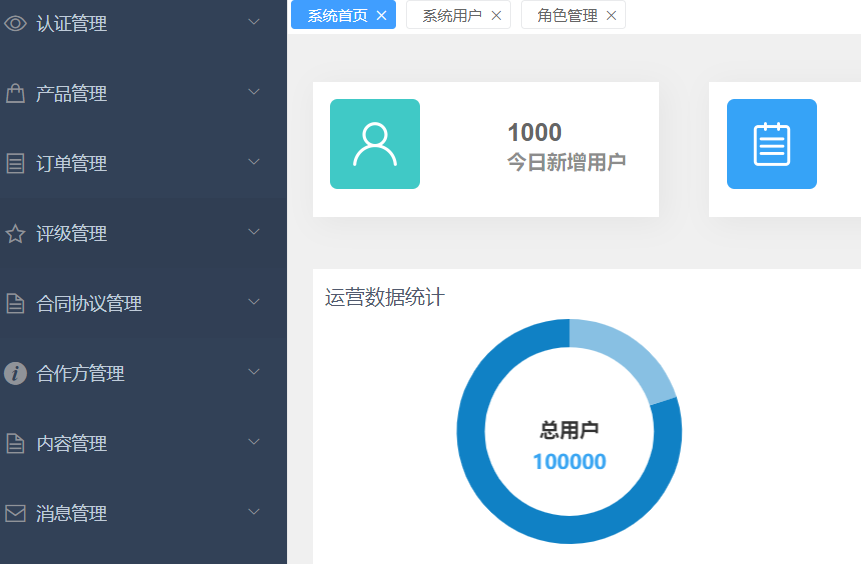 认证管理
产品管理
订单管理
评级管理
合同协议管理
合作方管理
内容管理
消息管理
系统首页
系统用户
角色管理
1000
今日新增用户
运营数据统计
总用户
100000